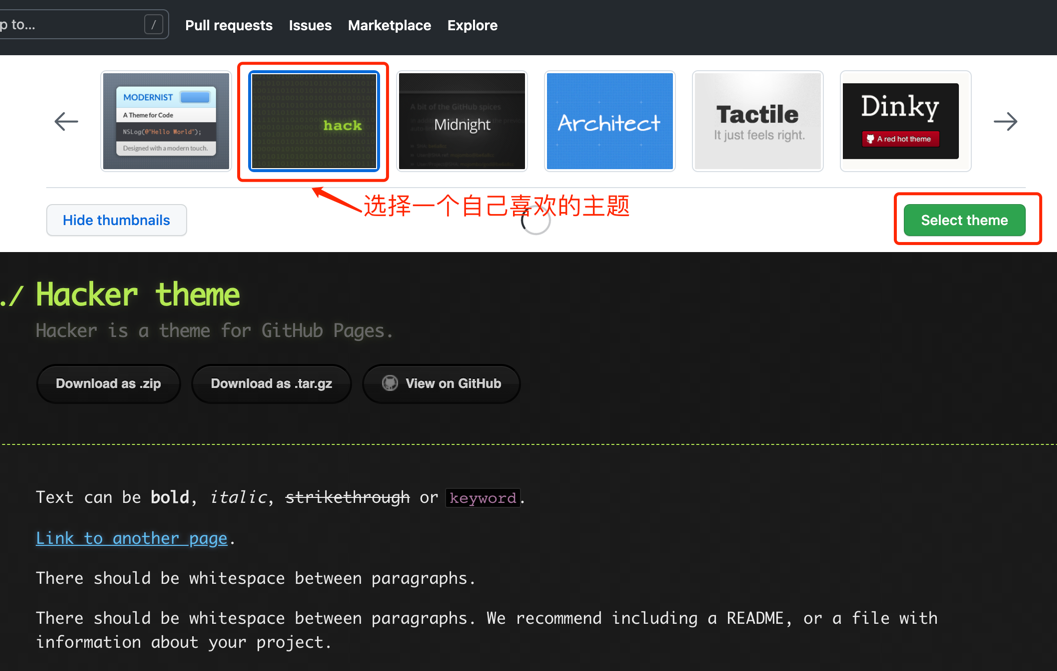 p to...
/
Pull requests
Issues
Marketplace
Explore
MODERNIST
A Theme for Code
NSLog(@"Hello World");
Designed with a modern touch.
hack
A bit of the GitHub spices
Midnight
Architect
Tactile
It just feels right.
Dinky
A red hot theme
选择一个自己喜欢的主题
Hide thumbnails
Select theme
./ Hacker theme
Hacker is a theme for GitHub Pages.
Download as .zip
Download as .tar.gz
View on GitHub
Text can be bold, italic, strikethrough or keyword.
Link to another page.
There should be whitespace between paragraphs.
There should be whitespace between paragraphs. We recommend including a README, or a file with
information about your project.